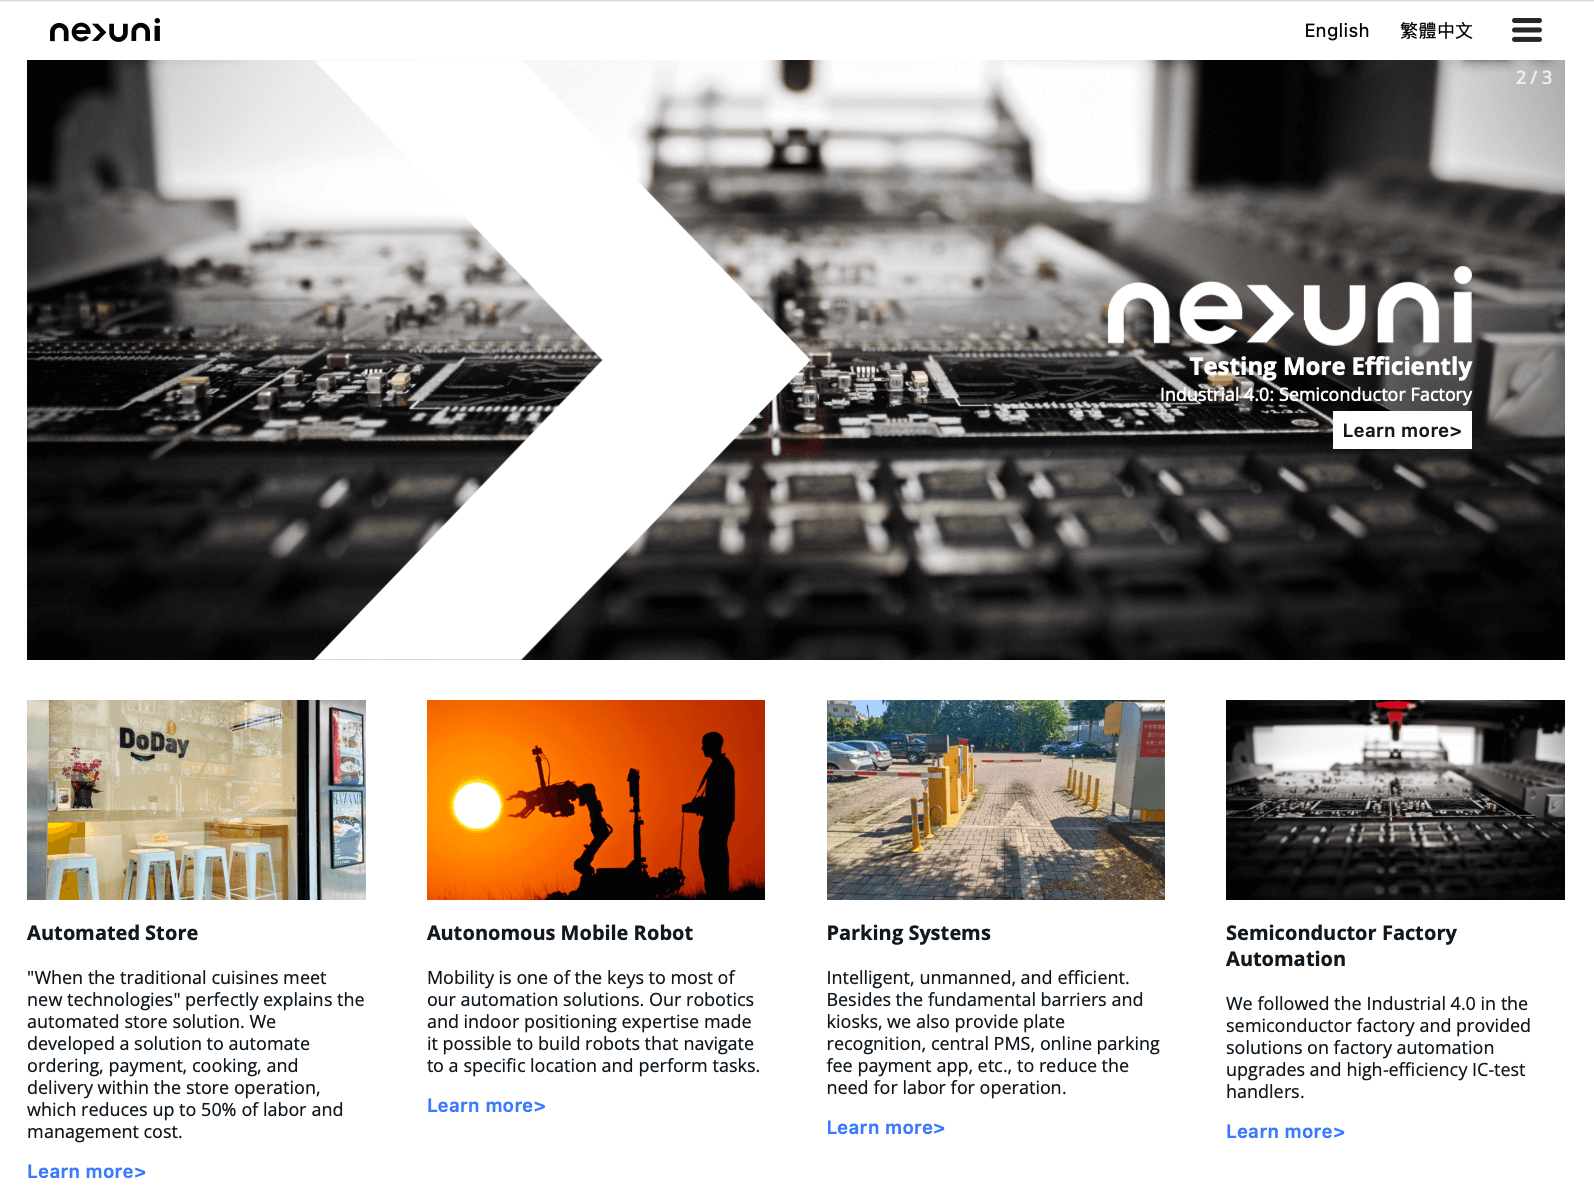 nexuni
English 繁體中文
2 / 3
nexuni
Testing More Efficiently
Industrial 4.0: Semiconductor Factory
Learn more>
DoDay
Automated Store
"When the traditional cuisines meet
new technologies" perfectly explains the
automated store solution. We
developed a solution to automate
ordering, payment, cooking, and
delivery within the store operation,
which reduces up to 50% of labor and
management cost.
Learn more>
Autonomous Mobile Robot
Mobility is one of the keys to most of
our automation solutions. Our robotics
and indoor positioning expertise made
it possible to build robots that navigate
to a specific location and perform tasks.
Learn more>
Parking Systems
Intelligent, unmanned, and efficient.
Besides the fundamental barriers and
kiosks, we also provide plate
recognition, central PMS, online parking
fee payment app, etc., to reduce the
need for labor for operation.
Learn more>
Semiconductor Factory
Automation
We followed the Industrial 4.0 in the
semiconductor factory and provided
solutions on factory automation
upgrades and high-efficiency IC-test
handlers.
Learn more>